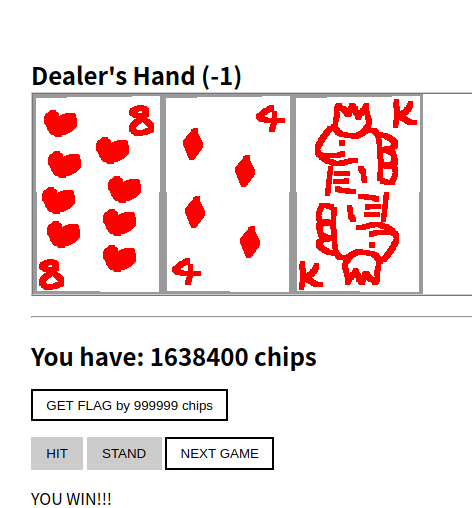 Dealer's Hand (-1)
8 4 K
8 4 K
You have: 1638400 chips
GET FLAG by 999999 chips
HIT STAND NEXT GAME
YOU WIN!!!